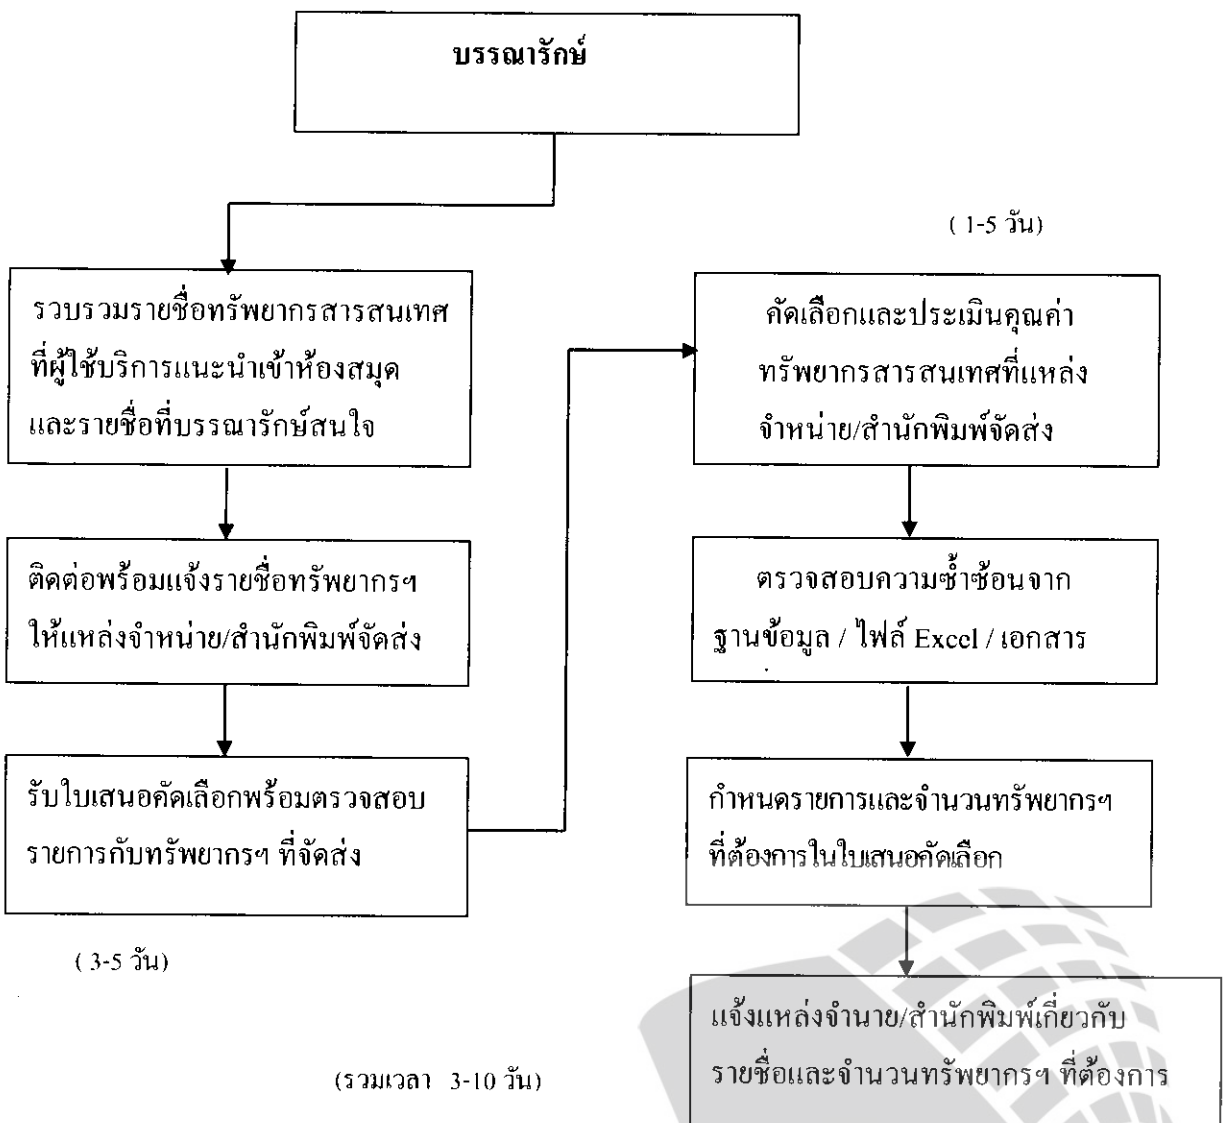 บรรณารักษ์
รวบรวมรายชื่อทรัพยากรสารสนเทศ
ที่ผู้ใช้บริการแนะนำเข้าห้องสมุด
และรายชื่อที่บรรณารักษ์สนใจ
ติดต่อพร้อมแจ้งรายชื่อทรัพยากรฯ
ให้แหล่งจำหน่าย/สำนักพิมพ์จัดส่ง
รับใบเสนอคัดเลือกพร้อมตรวจสอบ
รายการกับทรัพยากรฯ ที่จัดส่ง
( 3-5 วัน)
( 1-5 วัน)
คัดเลือกและประเมินคุณค่า
ทรัพยากรสารสนเทศที่แหล่ง
จำหน่าย/สำนักพิมพ์จัดส่ง
ตรวจสอบความซ้ำซ้อนจาก
ฐานข้อมูล / ไฟล์ Excel / เอกสาร
กำหนดรายการและจำนวนทรัพยากรฯ
ที่ต้องการในใบเสนอคัดเลือก
แจ้งแหล่งจำนาย/สำนักพิมพ์เกี่ยวกับ
รายชื่อและจำนวนทรัพยากรฯ ที่ต้องการ
(รวมเวลา 3-10 วัน)